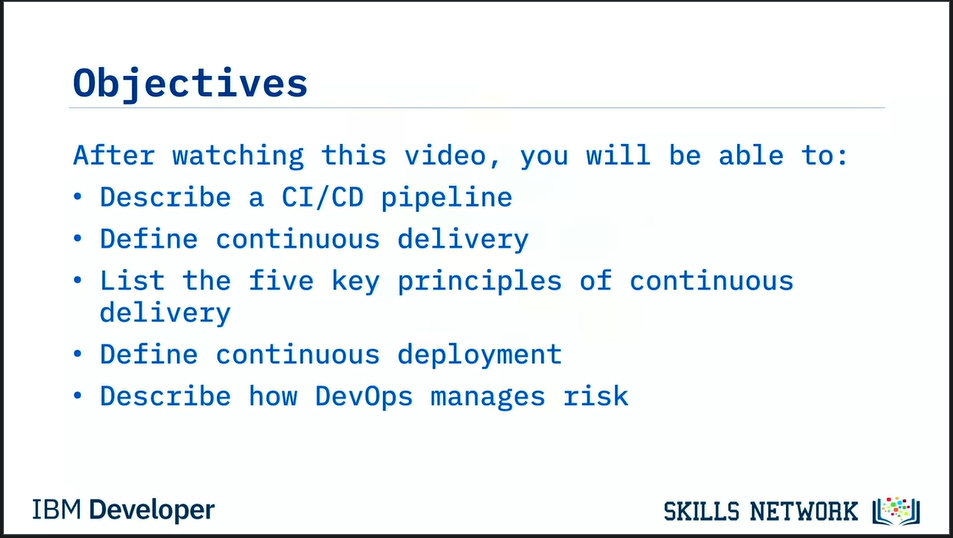 Objectives
After watching this video, you will be able to:
• Describe a CI/CD pipeline
• Define continuous delivery
• List the five key principles of continuous
delivery
• Define continuous deployment
• Describe how DevOps manages risk
IBM Developer
SKILLS NETWORK